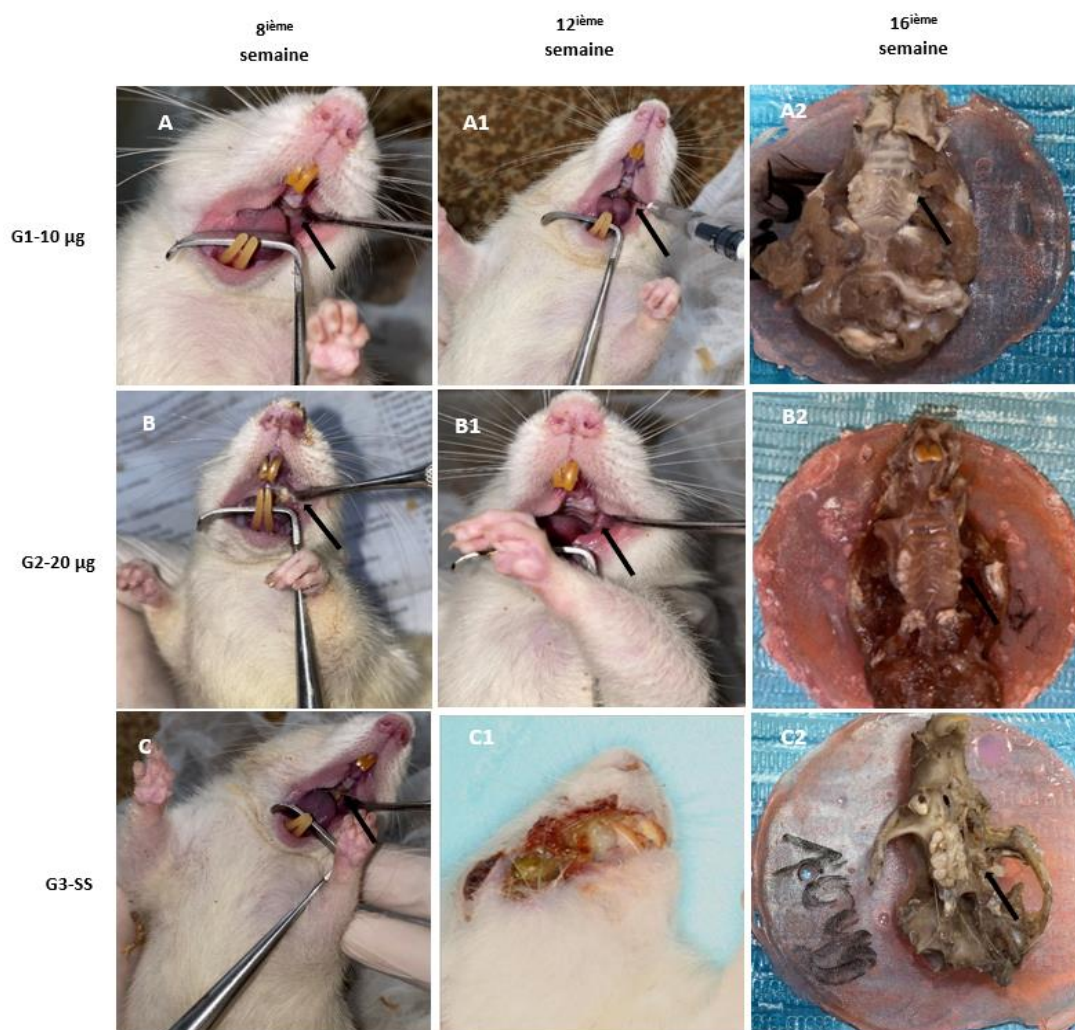 8ième
semaine
12ième
semaine
16ième
semaine
G1-10 µg
A
A1
A2
G2-20 µg
B
B1
B2
G3-SS
C
C1
C2